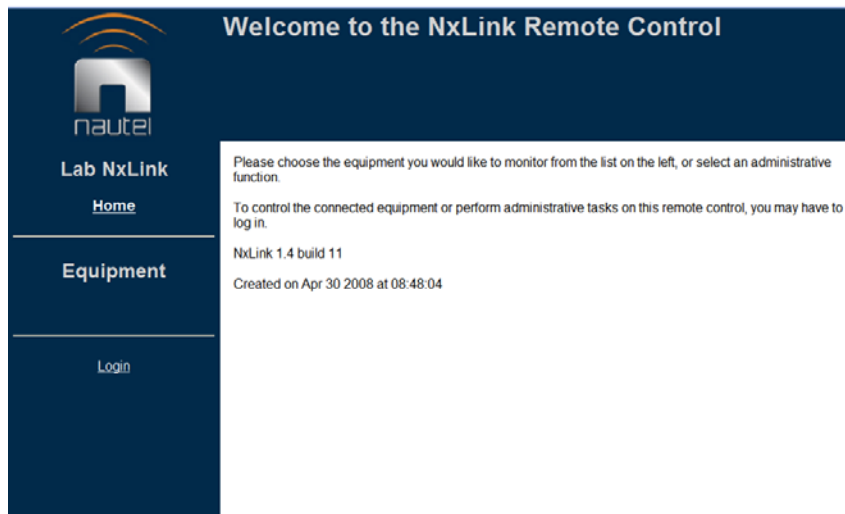 Welcome to the NxLink Remote Control
nautel
Lab NxLink
Home
Equipment
Login
Please choose the equipment you would like to monitor from the list on the left, or select an administrative
function.
To control the connected equipment or perform administrative tasks on this remote control, you may have to
log in.
NxLink 1.4 build 11
Created on Apr 30 2008 at 08:48:04